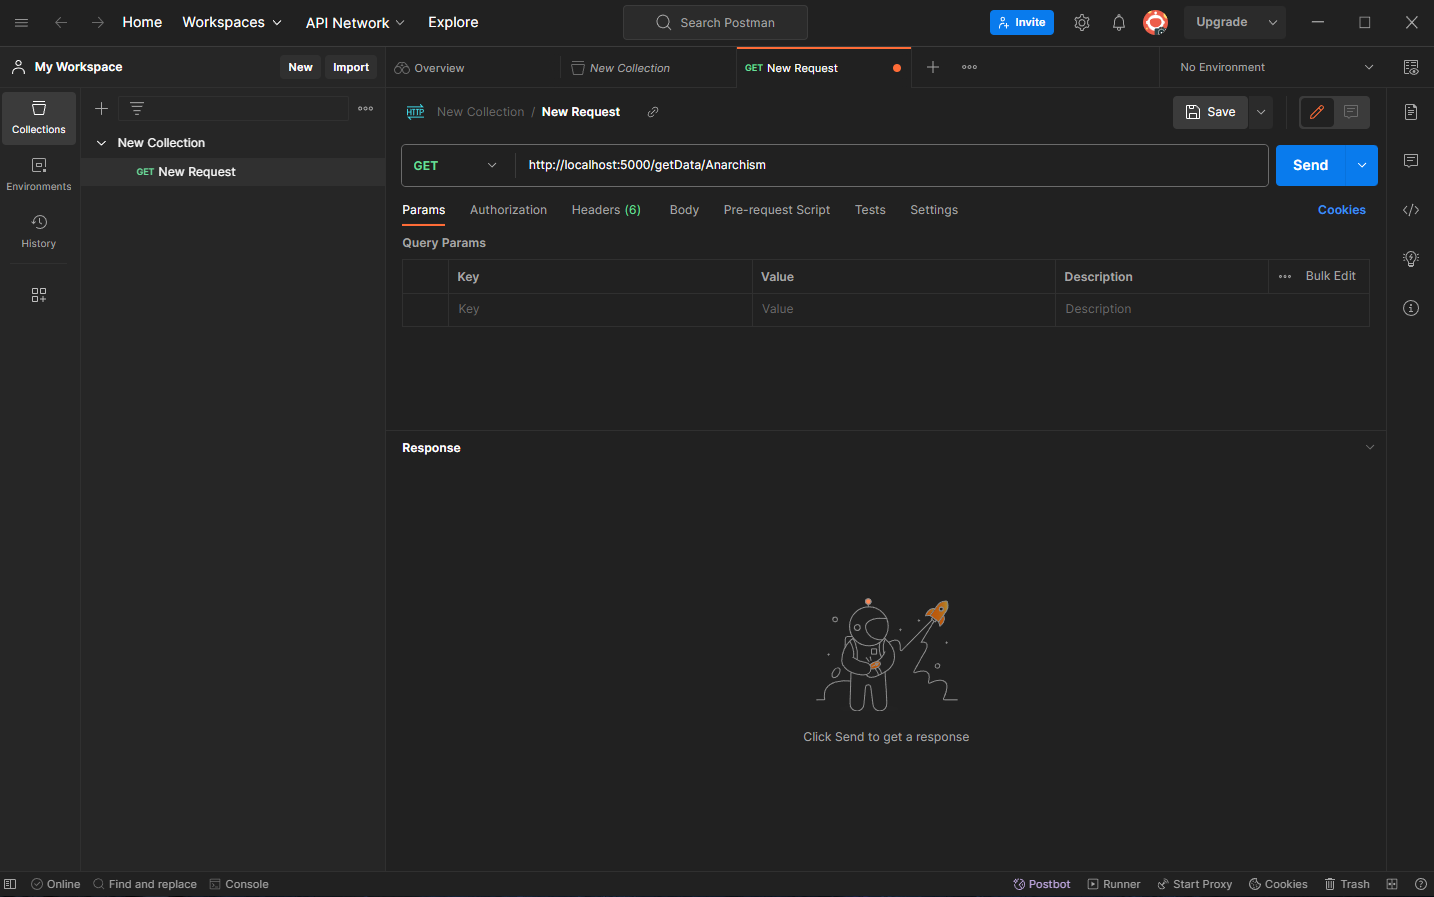 Home Workspaces API Network Explore Search Postman Invite Upgrade
My Workspace New Import Overview New Collection GET New Request No Environment
Collections
Environments
History
New Collection
GET New Request
HTTP New Collection / New Request Save
GET http://localhost:5000/getData/Anarchism Send
Params Authorization Headers (6) Body Pre-request Script Tests Settings Cookies
Query Params
Key Value Description Bulk Edit
Key Value Description
Response
Click Send to get a response
Online Find and replace Console Postbot Runner Start Proxy Cookies Trash